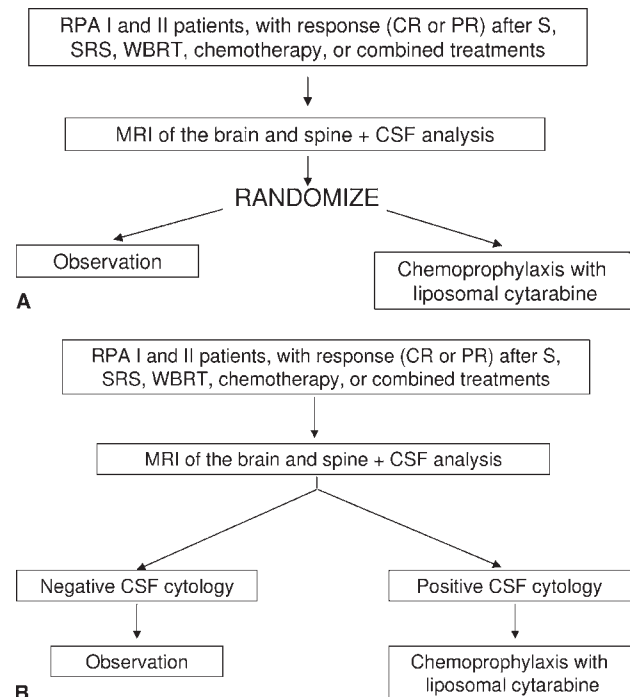 RPA I and II patients, with response (CR or PR) after S,
SRS, WBRT, chemotherapy, or combined treatments
MRI of the brain and spine + CSF analysis
RANDOMIZE
Observation
Chemoprophylaxis with
liposomal cytarabine
A
RPA I and II patients, with response (CR or PR) after S,
SRS, WBRT, chemotherapy, or combined treatments
MRI of the brain and spine + CSF analysis
Negative CSF cytology
Positive CSF cytology
Observation
Chemoprophylaxis with
liposomal cytarabine
B